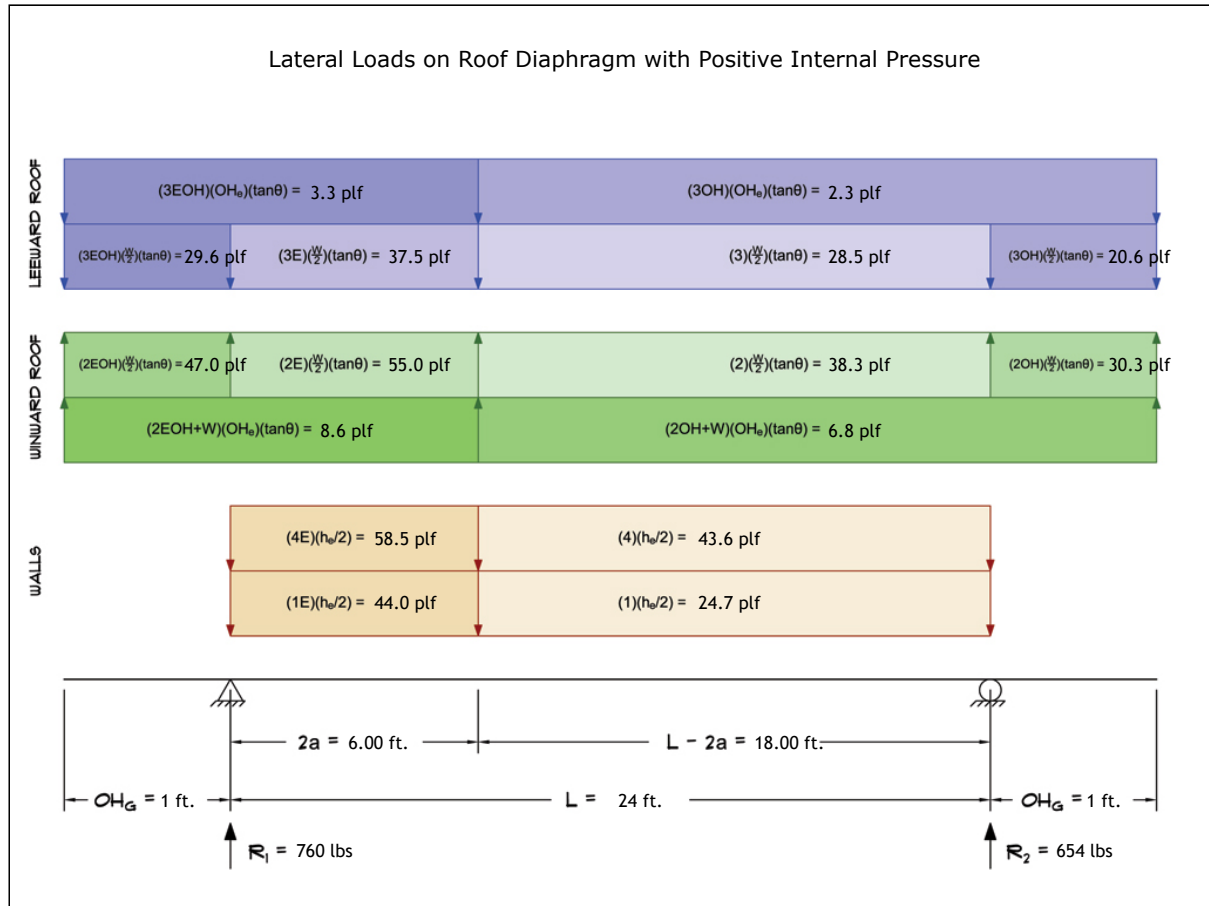 Lateral Loads on Roof Diaphragm with Positive Internal Pressure
LEEWARD ROOF
(3EOH)(OHₑ)(tanθ) = 3.3 plf
(3OH)(OHₑ)(tanθ) = 2.3 plf
(3EOH)(W/2)(tanθ) = 29.6 plf
(3E)(W/2)(tanθ) = 37.5 plf
(3)(W/2)(tanθ) = 28.5 plf
(3OH)(W/2)(tanθ) = 20.6 plf
WINWARD ROOF
(2EOH)(W/2)(tanθ) = 47.0 plf
(2E)(W/2)(tanθ) = 55.0 plf
(2)(W/2)(tanθ) = 38.3 plf
(2OH)(W/2)(tanθ) = 30.3 plf
(2EOH+W)(OHₑ)(tanθ) = 8.6 plf
(2OH+W)(OHₑ)(tanθ) = 6.8 plf
WALLS
(4E)(hₑ/2) = 58.5 plf
(4)(hₑ/2) = 43.6 plf
(1E)(hₑ/2) = 44.0 plf
(1)(hₑ/2) = 24.7 plf
2a = 6.00 ft.
L - 2a = 18.00 ft.
OH_G = 1 ft.
L = 24 ft.
OH_G = 1 ft.
R₁ = 760 lbs
R₂ = 654 lbs